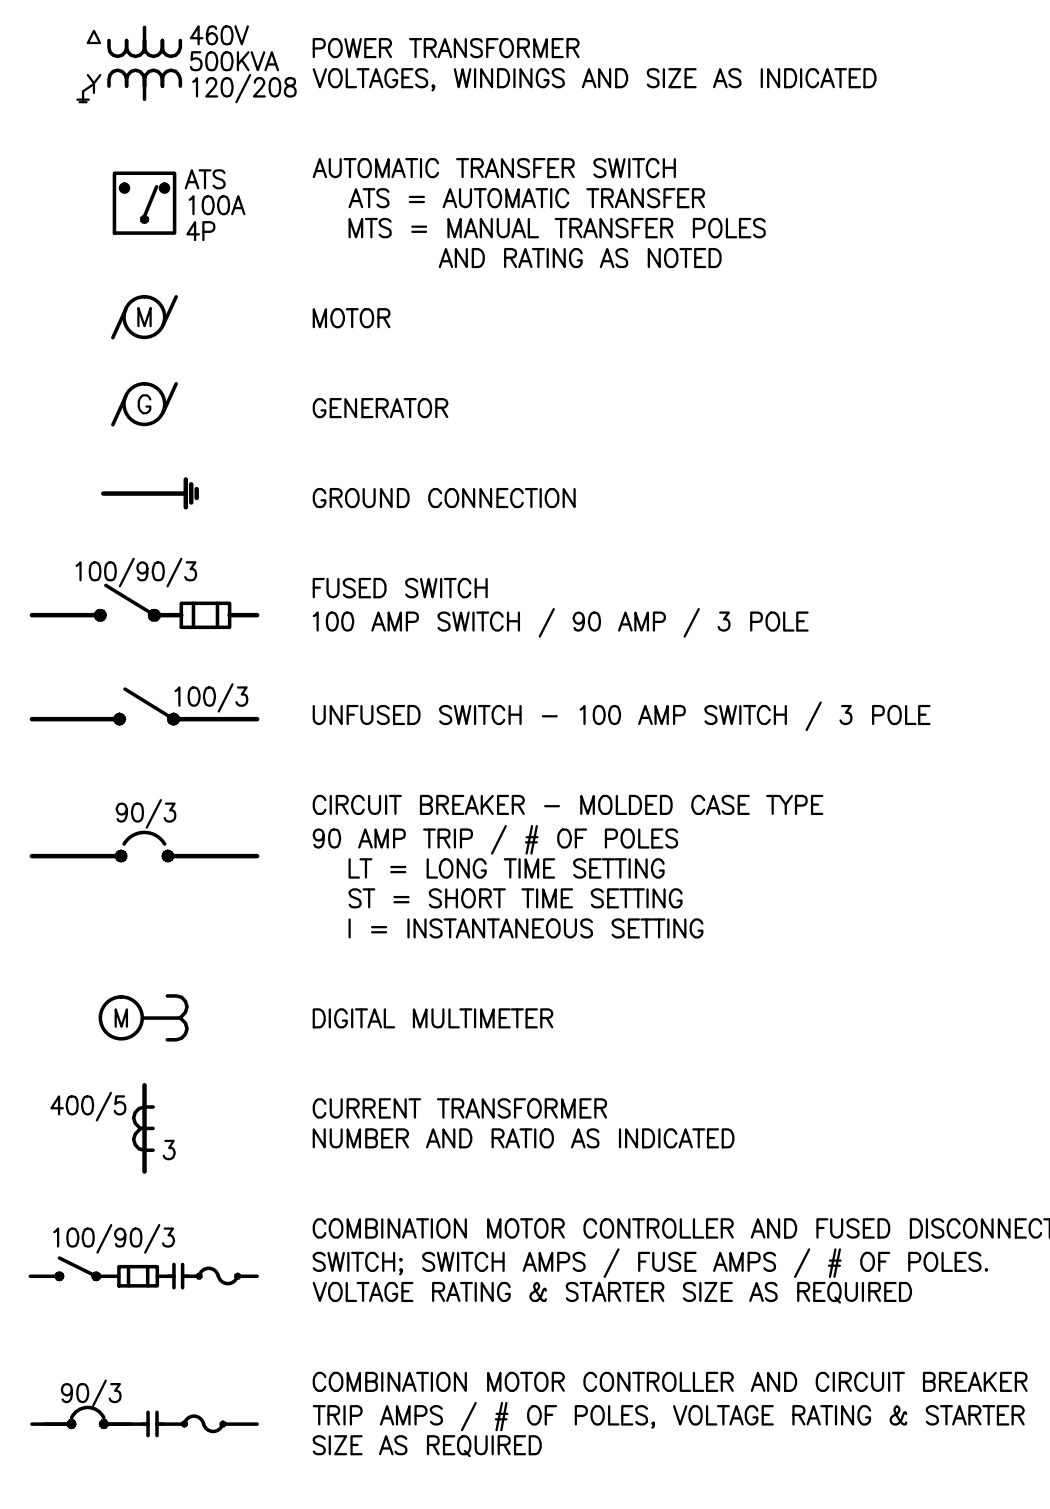 Δ 460V
500KVA
Y 120/208
POWER TRANSFORMER
VOLTAGES, WINDINGS AND SIZE AS INDICATED
ATS
100A
4P
AUTOMATIC TRANSFER SWITCH
ATS = AUTOMATIC TRANSFER
MTS = MANUAL TRANSFER POLES
AND RATING AS NOTED
M
MOTOR
G
GENERATOR
GROUND CONNECTION
100/90/3
FUSED SWITCH
100 AMP SWITCH / 90 AMP / 3 POLE
100/3
UNFUSED SWITCH - 100 AMP SWITCH / 3 POLE
90/3
CIRCUIT BREAKER - MOLDED CASE TYPE
90 AMP TRIP / # OF POLES
LT = LONG TIME SETTING
ST = SHORT TIME SETTING
I = INSTANTANEOUS SETTING
M
DIGITAL MULTIMETER
400/5
3
CURRENT TRANSFORMER
NUMBER AND RATIO AS INDICATED
100/90/3
COMBINATION MOTOR CONTROLLER AND FUSED DISCONNECT
SWITCH; SWITCH AMPS / FUSE AMPS / # OF POLES.
VOLTAGE RATING & STARTER SIZE AS REQUIRED
90/3
COMBINATION MOTOR CONTROLLER AND CIRCUIT BREAKER
TRIP AMPS / # OF POLES, VOLTAGE RATING & STARTER
SIZE AS REQUIRED